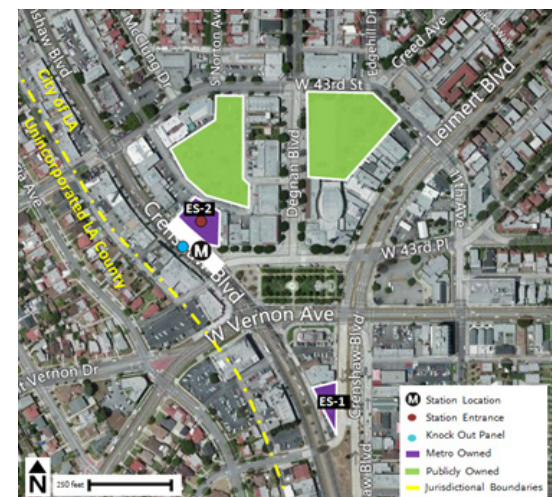 Crenshaw Blvd
McClung Dr
S Norton Ave
Edgehill Dr
Creed Ave
W 43rd St
Leimert Blvd
Degnan Blvd
11th Ave
City of LA
Unincorporated LA County
ES-2
M
Crenshaw Blvd
W 43rd Pl
W Vernon Ave
Vernon Dr
ES-1
Crenshaw Blvd
Blvd
N
250 feet
M Station Location
Station Entrance
Knock Out Panel
Metro Owned
Publicly Owned
Jurisdictional Boundaries